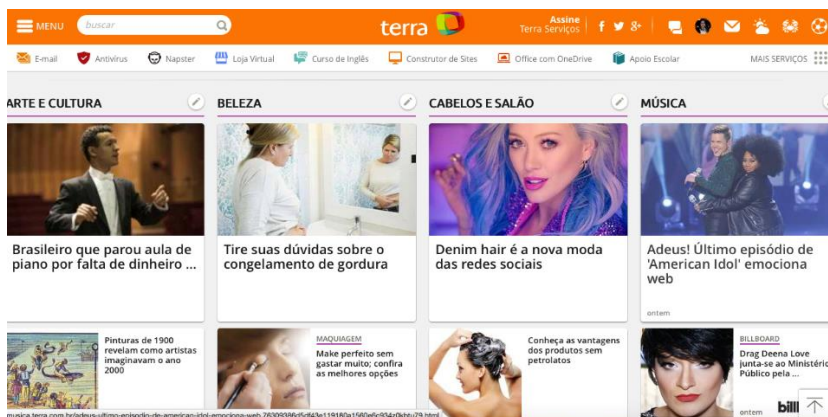 MENU
buscar
terra
Assine
Terra Serviços
E-mail
Antivírus
Napster
Loja Virtual
Curso de Inglês
Construtor de Sites
Office com OneDrive
Apoio Escolar
MAIS SERVIÇOS
ARTE E CULTURA
BELEZA
CABELOS E SALÃO
MÚSICA
Brasileiro que parou aula de
piano por falta de dinheiro ...
Tire suas dúvidas sobre o
congelamento de gordura
Denim hair é a nova moda
das redes sociais
Adeus! Último episódio de
'American Idol' emociona
web
ontem
Pinturas de 1900
revelam como artistas
imaginavam o ano
2000
MAQUIAGEM
Make perfeito sem
gastar muito; confira
as melhores opções
Conheça as vantagens
dos produtos sem
petrolatos
BILLBOARD
Drag Deena Love
junta-se ao Ministério
Público pela ...
ontem
bill